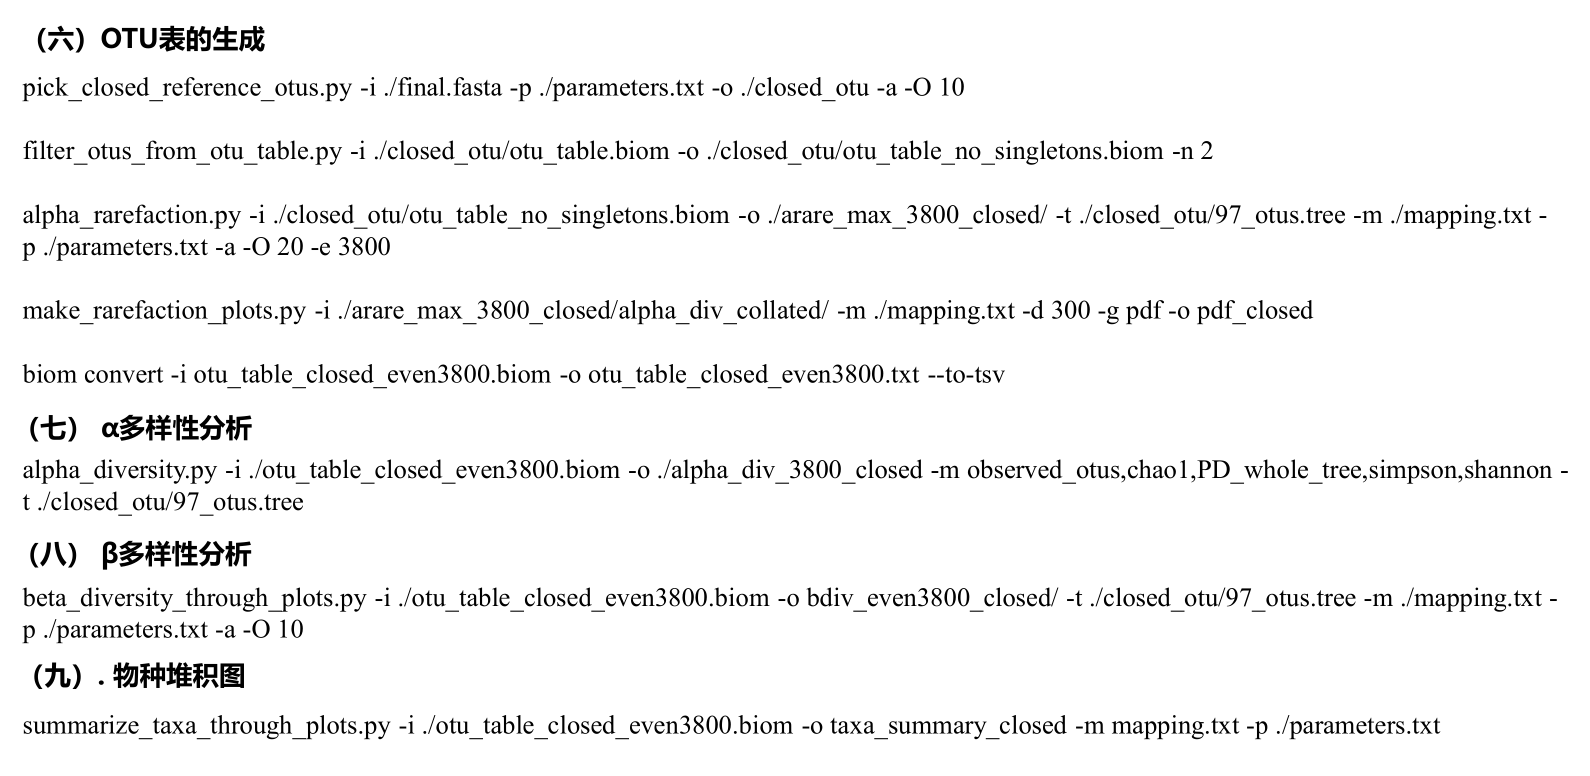 （六）OTU表的生成
pick_closed_reference_otus.py -i ./final.fasta -p ./parameters.txt -o ./closed_otu -a -O 10
filter_otus_from_otu_table.py -i ./closed_otu/otu_table.biom -o ./closed_otu/otu_table_no_singletons.biom -n 2
alpha_rarefaction.py -i ./closed_otu/otu_table_no_singletons.biom -o ./arare_max_3800_closed/ -t ./closed_otu/97_otus.tree -m ./mapping.txt -
p ./parameters.txt -a -O 20 -e 3800
make_rarefaction_plots.py -i ./arare_max_3800_closed/alpha_div_collated/ -m ./mapping.txt -d 300 -g pdf -o pdf_closed
biom convert -i otu_table_closed_even3800.biom -o otu_table_closed_even3800.txt --to-tsv
（七） α多样性分析
alpha_diversity.py -i ./otu_table_closed_even3800.biom -o ./alpha_div_3800_closed -m observed_otus,chao1,PD_whole_tree,simpson,shannon -
t ./closed_otu/97_otus.tree
（八） β多样性分析
beta_diversity_through_plots.py -i ./otu_table_closed_even3800.biom -o bdiv_even3800_closed/ -t ./closed_otu/97_otus.tree -m ./mapping.txt -
p ./parameters.txt -a -O 10
（九）. 物种堆积图
summarize_taxa_through_plots.py -i ./otu_table_closed_even3800.biom -o taxa_summary_closed -m mapping.txt -p ./parameters.txt